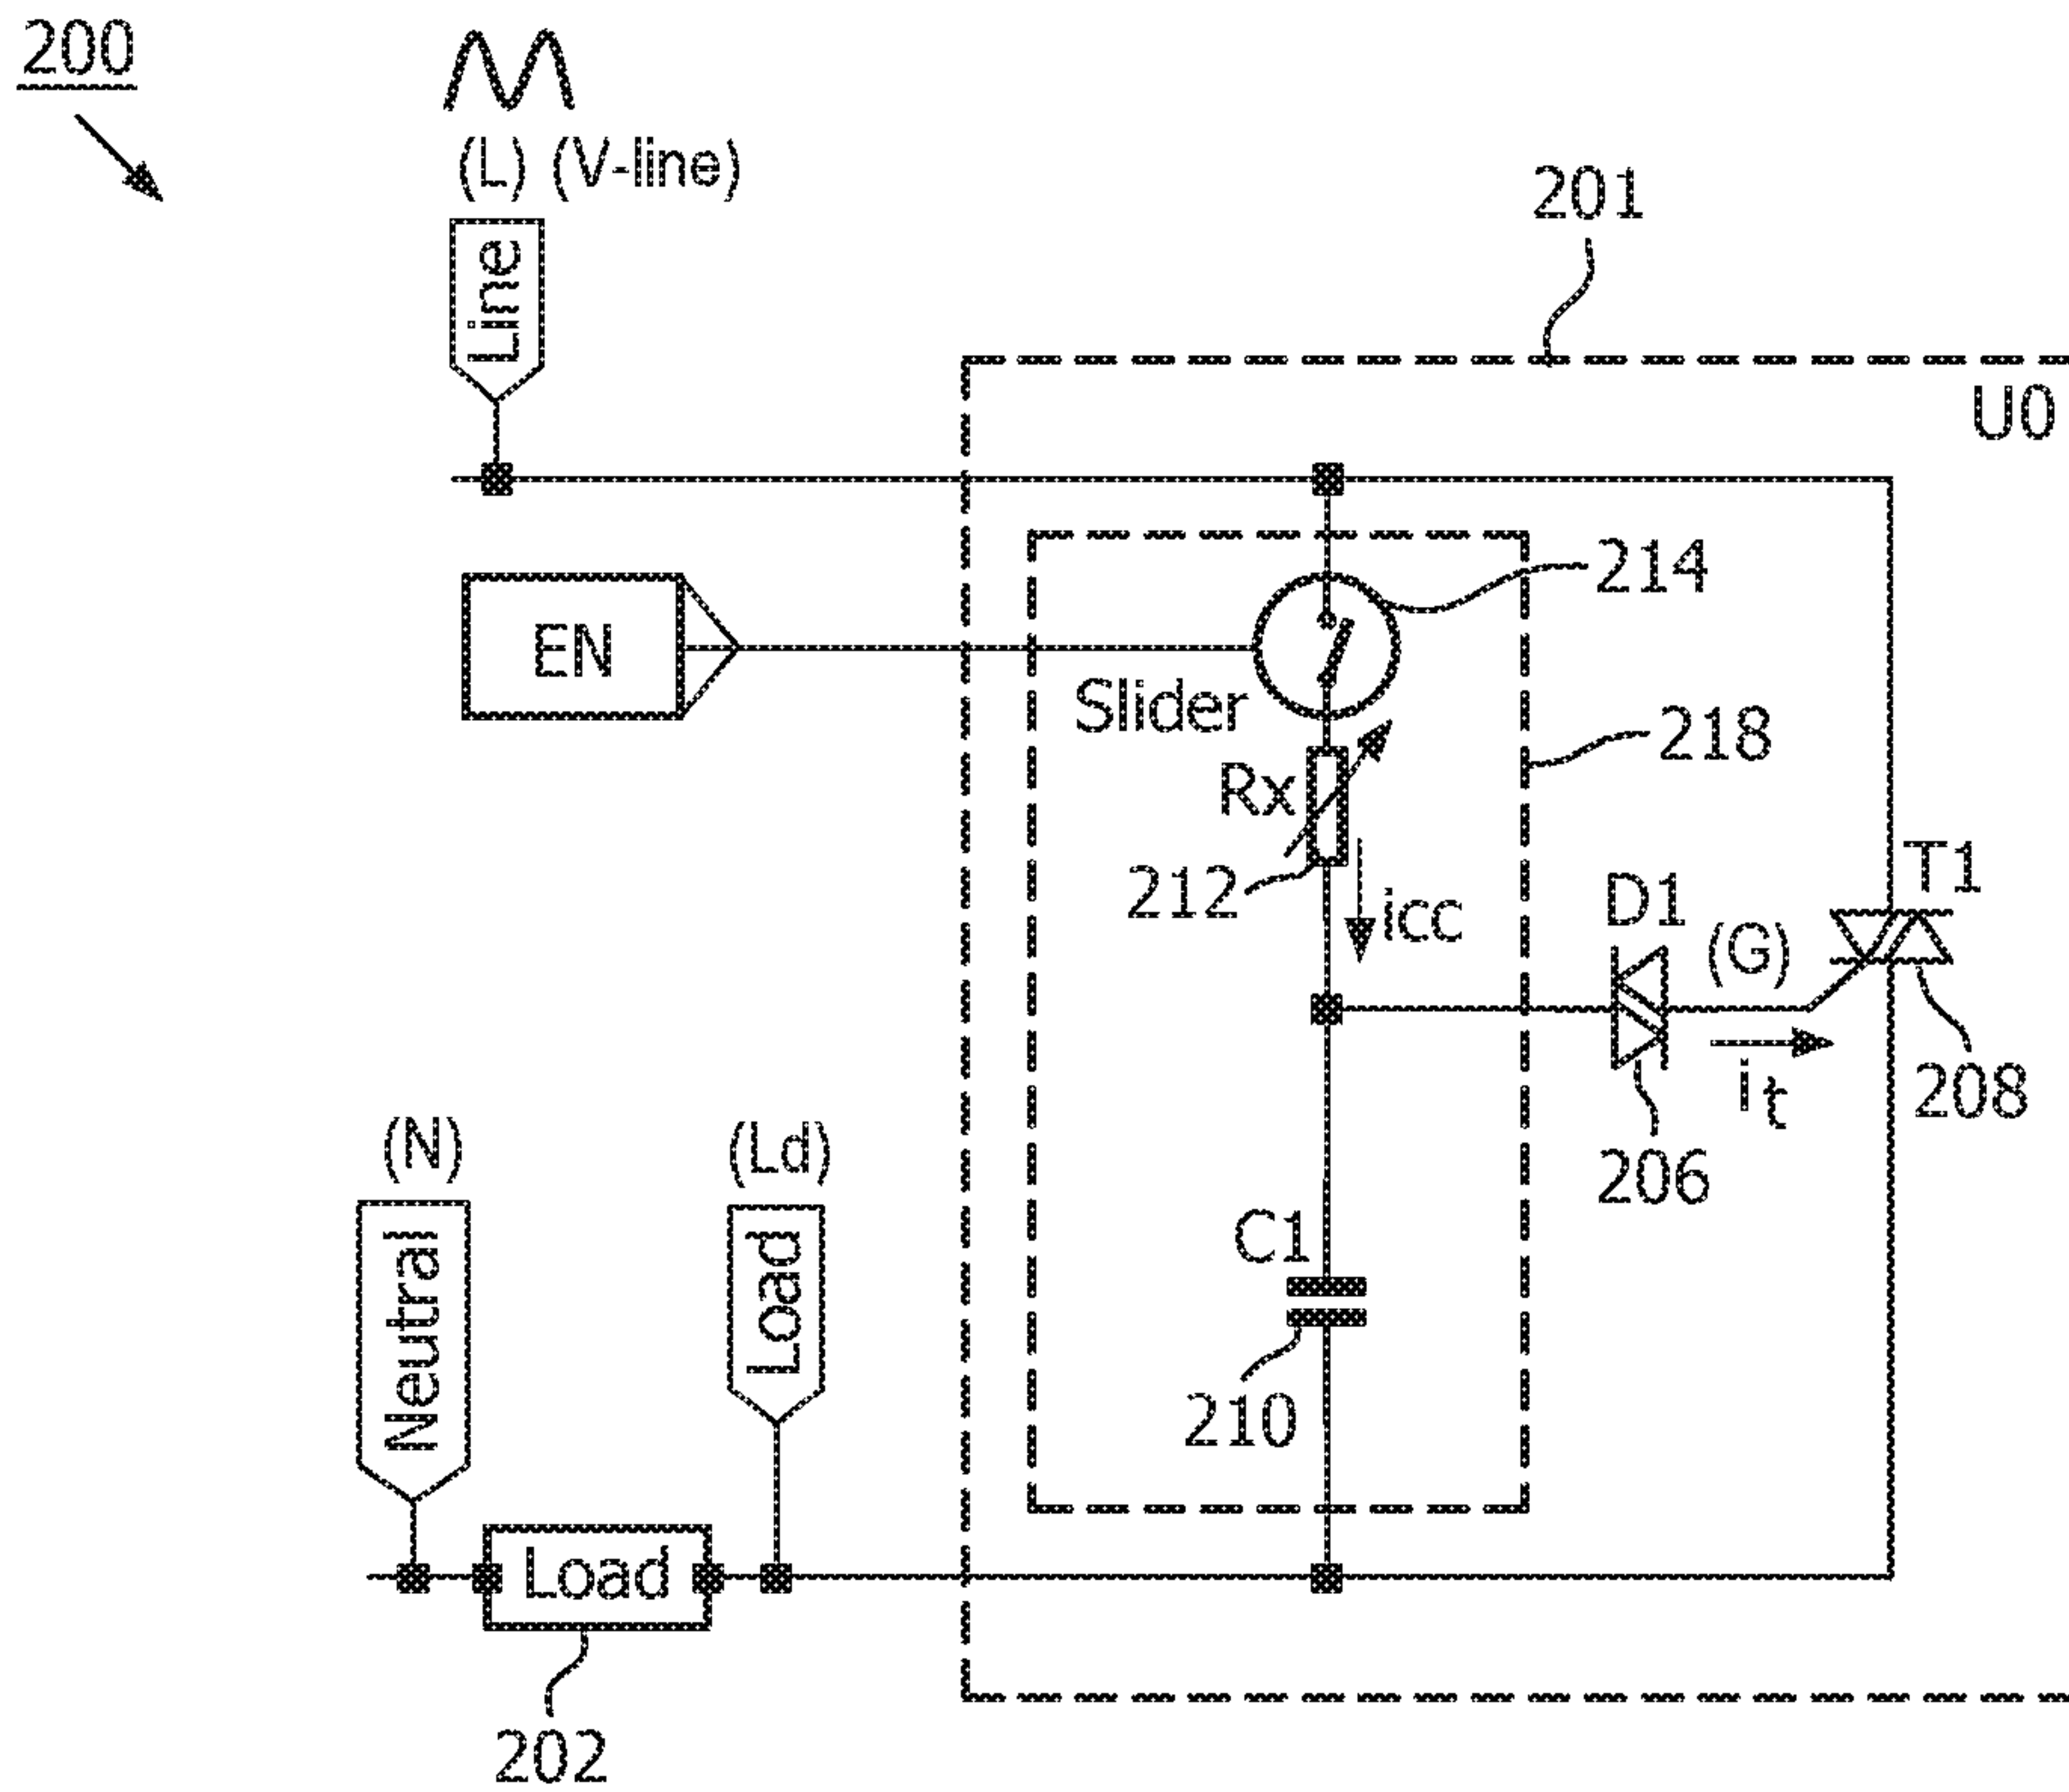 200
(L) (V-line)
Line
201
U0
EN
214
Slider
218
Rx
212
icc
D1
(G)
T1
it
208
206
(N)
(Ld)
Neutral
Load
C1
210
Load
202